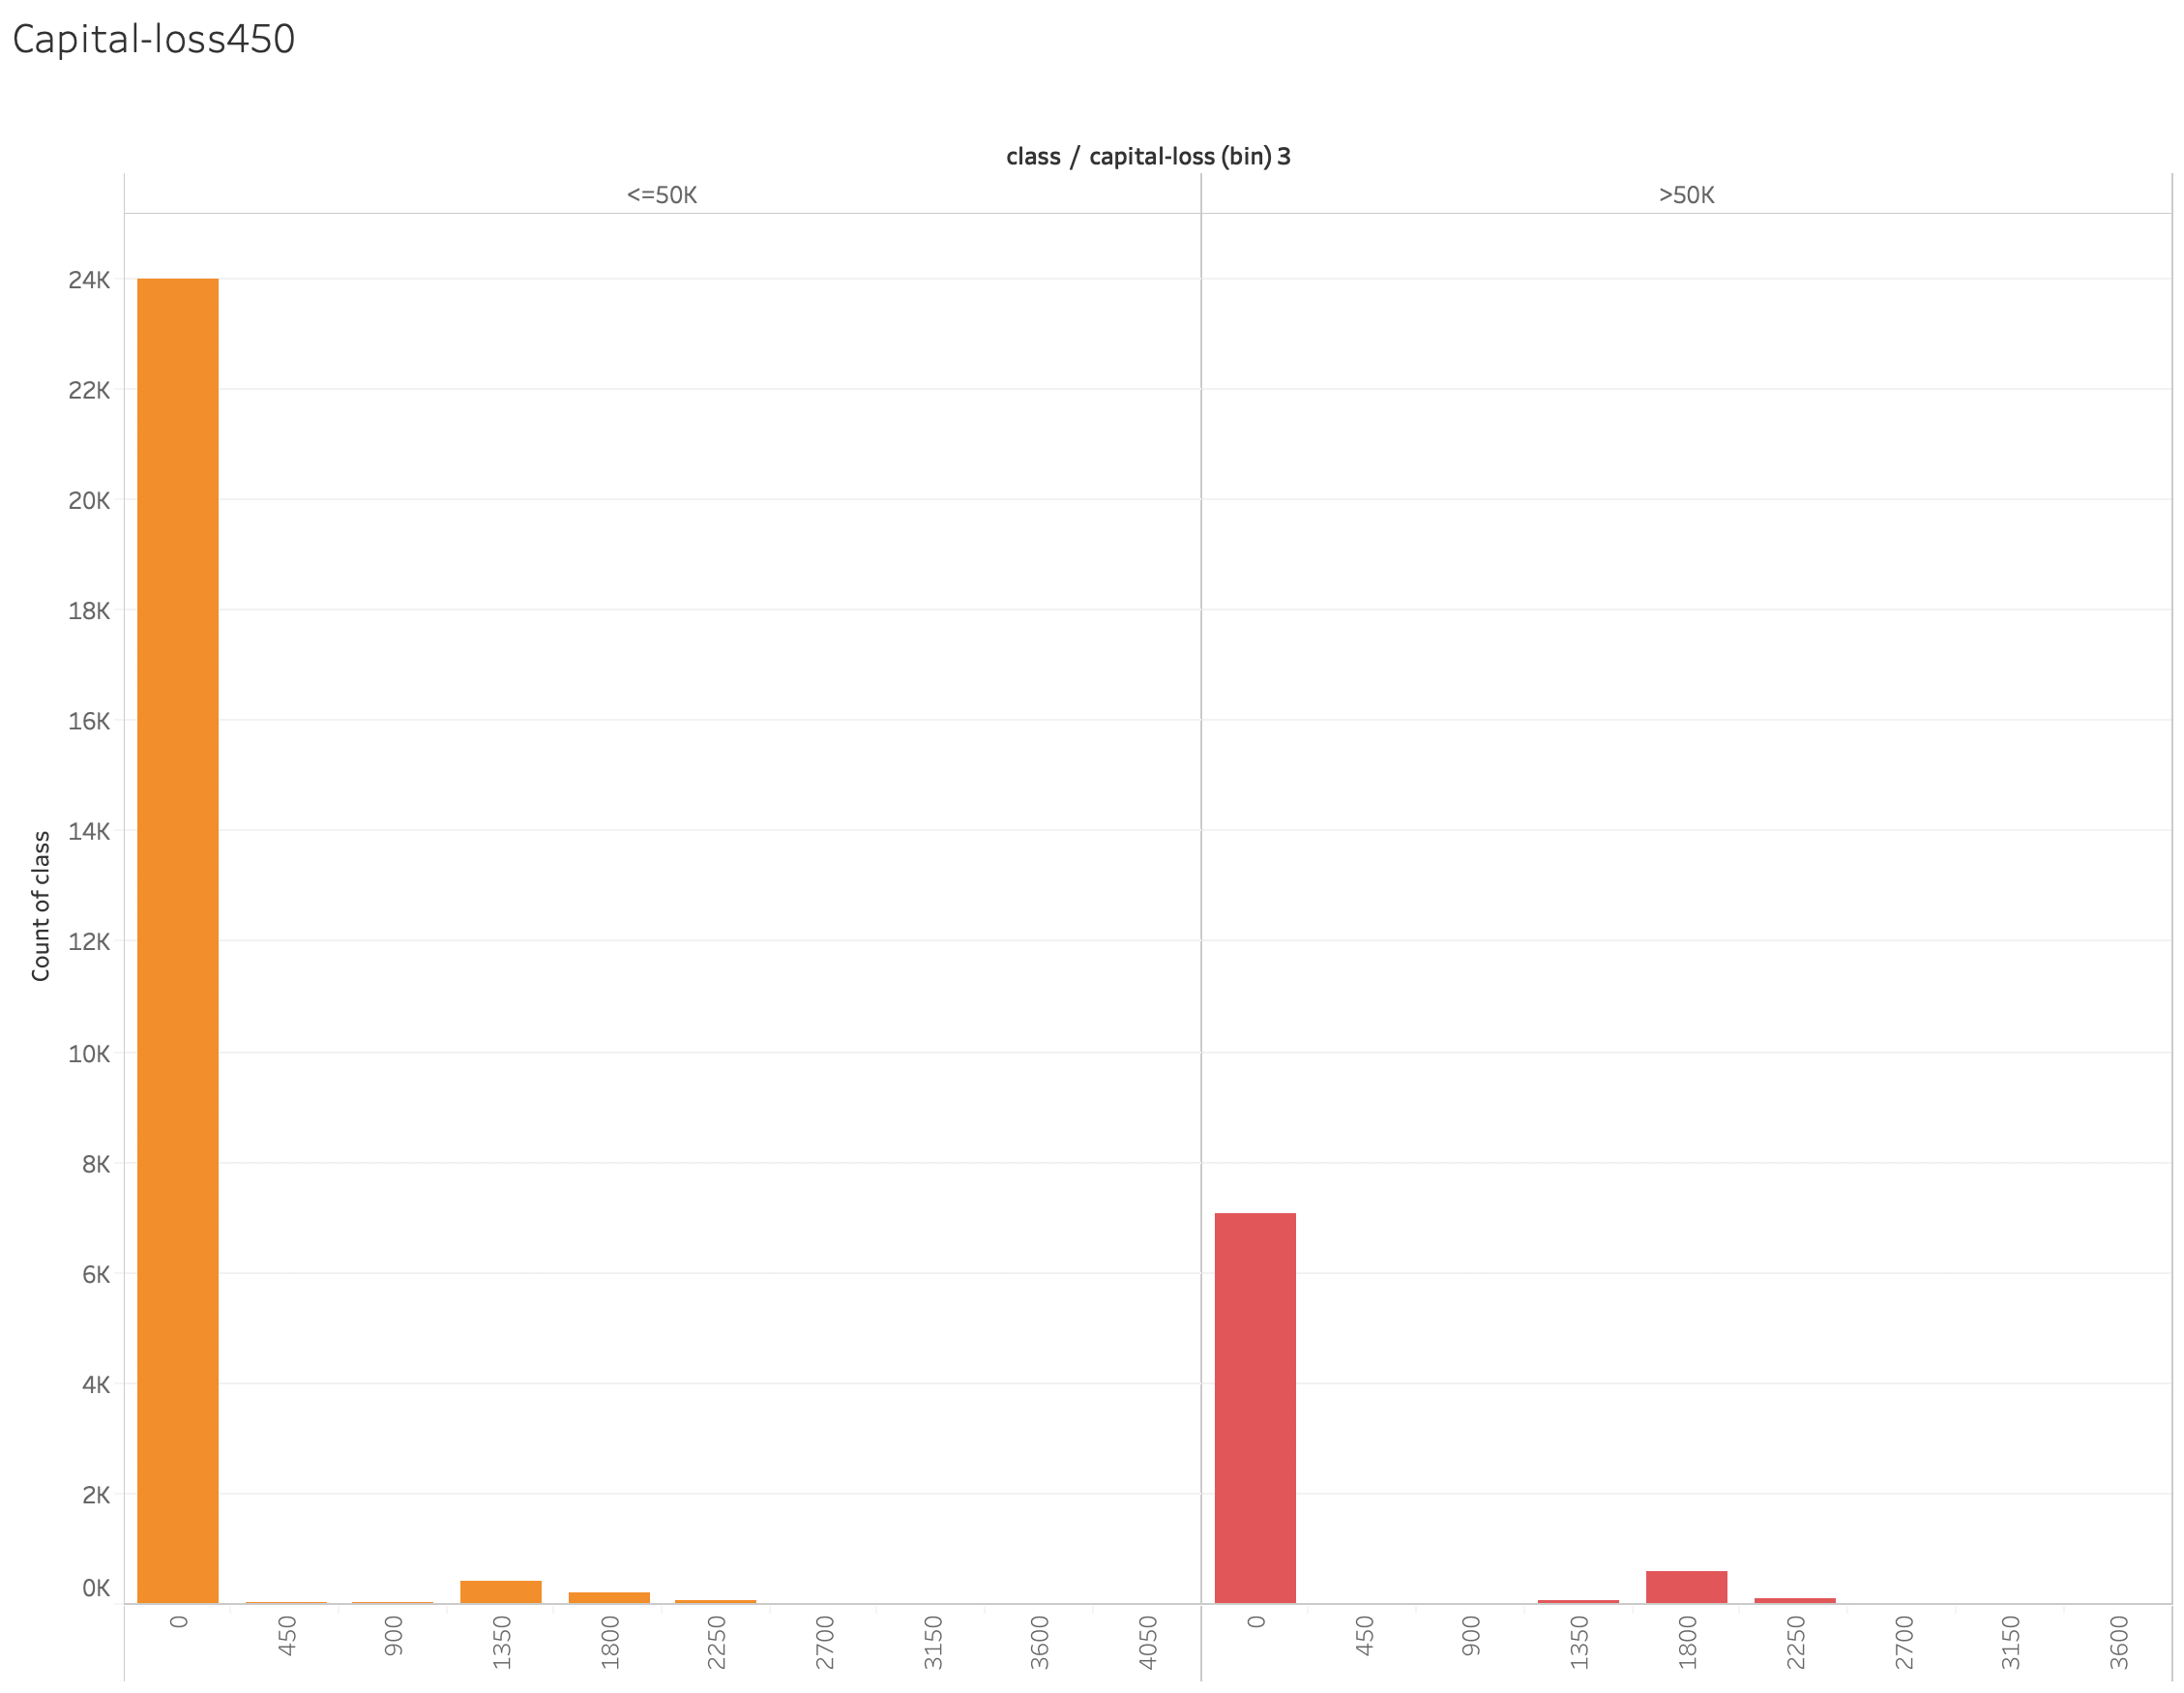 Capital-loss450
class / capital-loss (bin) 3
<=50K >50K
24K
22K
20K
18K
16K
14K
12K
10K
8K
6K
4K
2K
0K
Count of class
0 450 900 1350 1800 2250 2700 3150 3600 4050 0 450 900 1350 1800 2250 2700 3150 3600